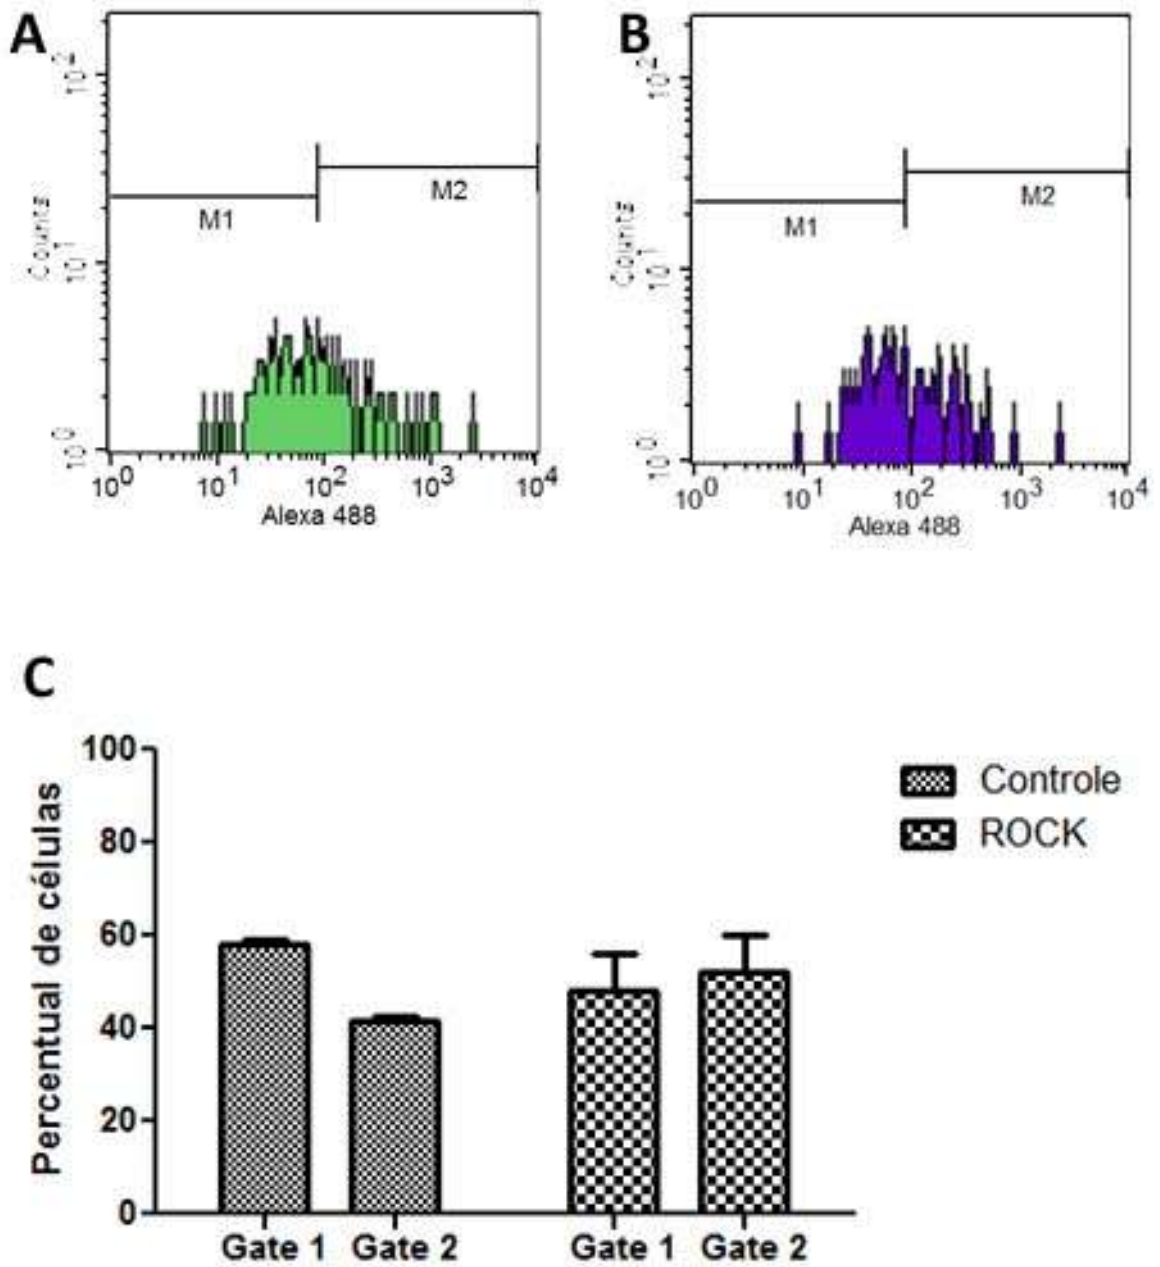 A
10^2
10^1
10^0
Counts
M1
M2
10^0 10^1 10^2 10^3 10^4
Alexa 488
B
10^2
10^1
10^0
Counts
M1
M2
10^0 10^1 10^2 10^3 10^4
Alexa 488
C
Percentual de células
100
80
60
40
20
0
Gate 1 Gate 2 Gate 1 Gate 2
Controle
ROCK